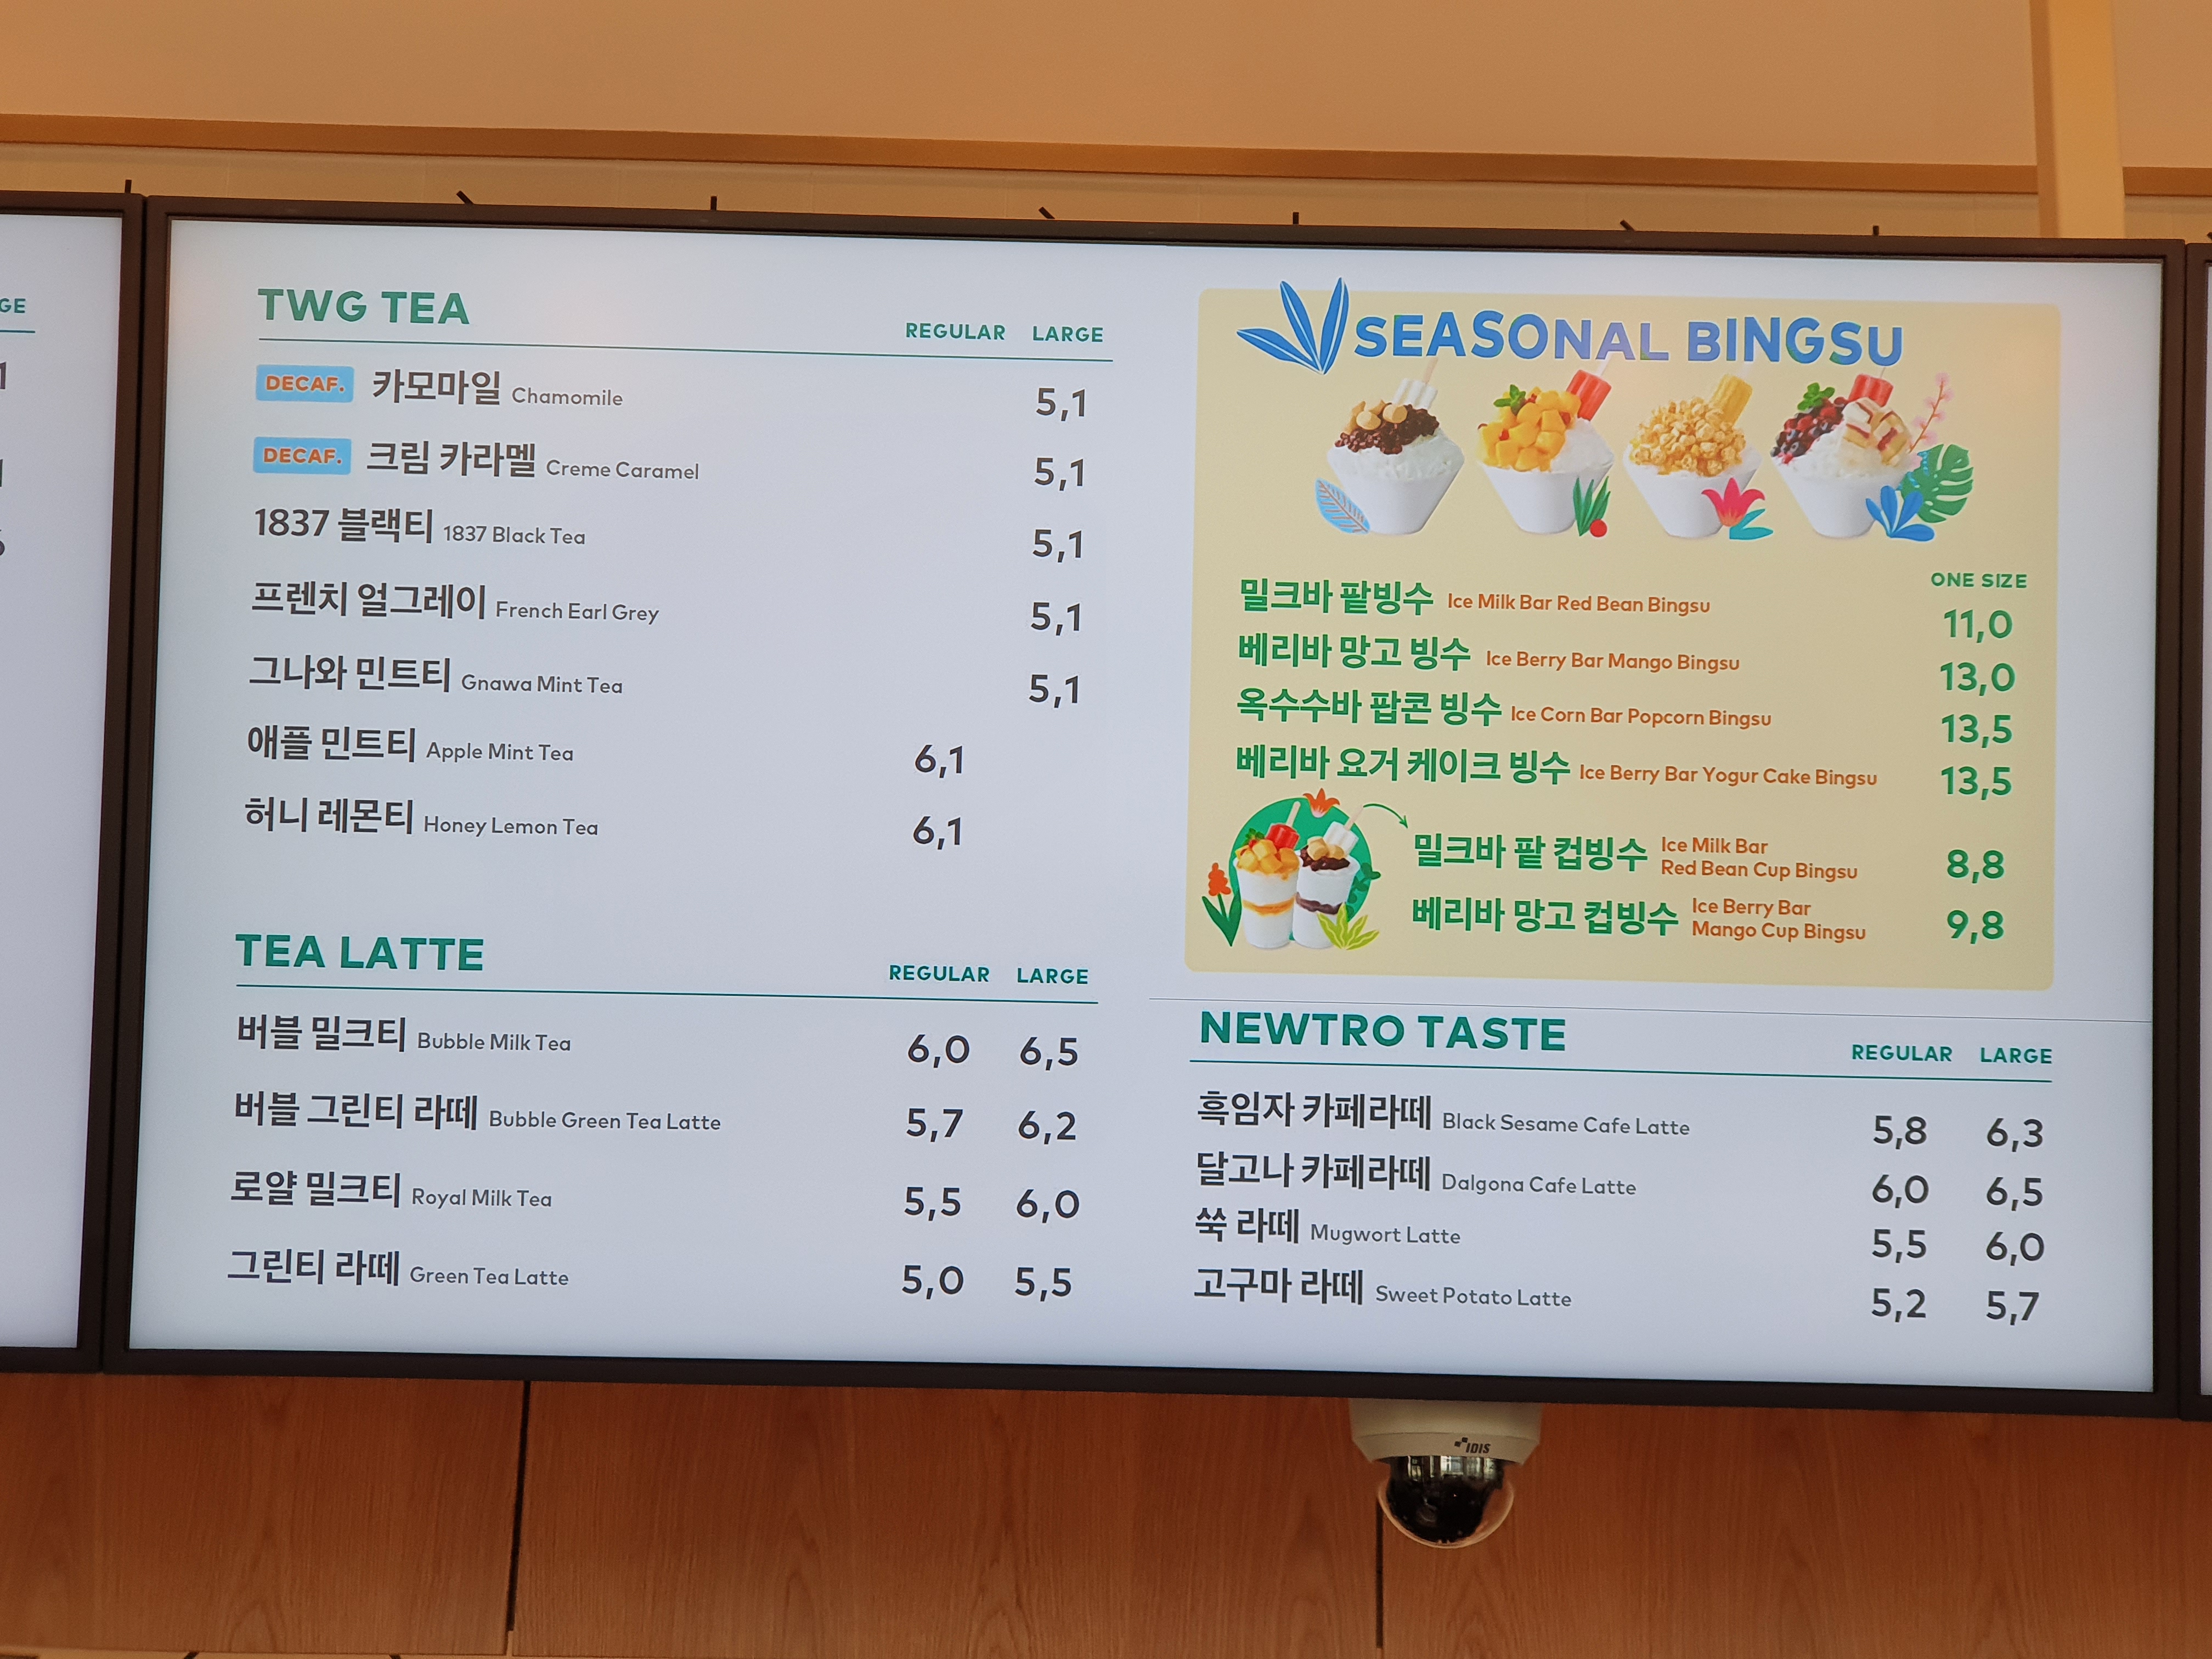 GE
1
TWG TEA
REGULAR LARGE
DECAF. 카모마일 Chamomile 5,1
DECAF. 크림 카라멜 Creme Caramel 5,1
1837 블랙티 1837 Black Tea 5,1
프렌치 얼그레이 French Earl Grey 5,1
그나와 민트티 Gnawa Mint Tea 5,1
애플 민트티 Apple Mint Tea 6,1
허니 레몬티 Honey Lemon Tea 6,1
TEA LATTE
REGULAR LARGE
버블 밀크티 Bubble Milk Tea 6,0 6,5
버블 그린티 라떼 Bubble Green Tea Latte 5,7 6,2
로얄 밀크티 Royal Milk Tea 5,5 6,0
그린티 라떼 Green Tea Latte 5,0 5,5
SEASONAL BINGSU
ONE SIZE
밀크바 팥빙수 Ice Milk Bar Red Bean Bingsu 11,0
베리바 망고 빙수 Ice Berry Bar Mango Bingsu 13,0
옥수수바 팝콘 빙수 Ice Corn Bar Popcorn Bingsu 13,5
베리바 요거 케이크 빙수 Ice Berry Bar Yogur Cake Bingsu 13,5
밀크바 팥 컵빙수 Ice Milk Bar
Red Bean Cup Bingsu 8,8
베리바 망고 컵빙수 Ice Berry Bar
Mango Cup Bingsu 9,8
NEWTRO TASTE
REGULAR LARGE
흑임자 카페라떼 Black Sesame Cafe Latte 5,8 6,3
달고나 카페라떼 Dalgona Cafe Latte 6,0 6,5
쑥 라떼 Mugwort Latte 5,5 6,0
고구마 라떼 Sweet Potato Latte 5,2 5,7
IDIS